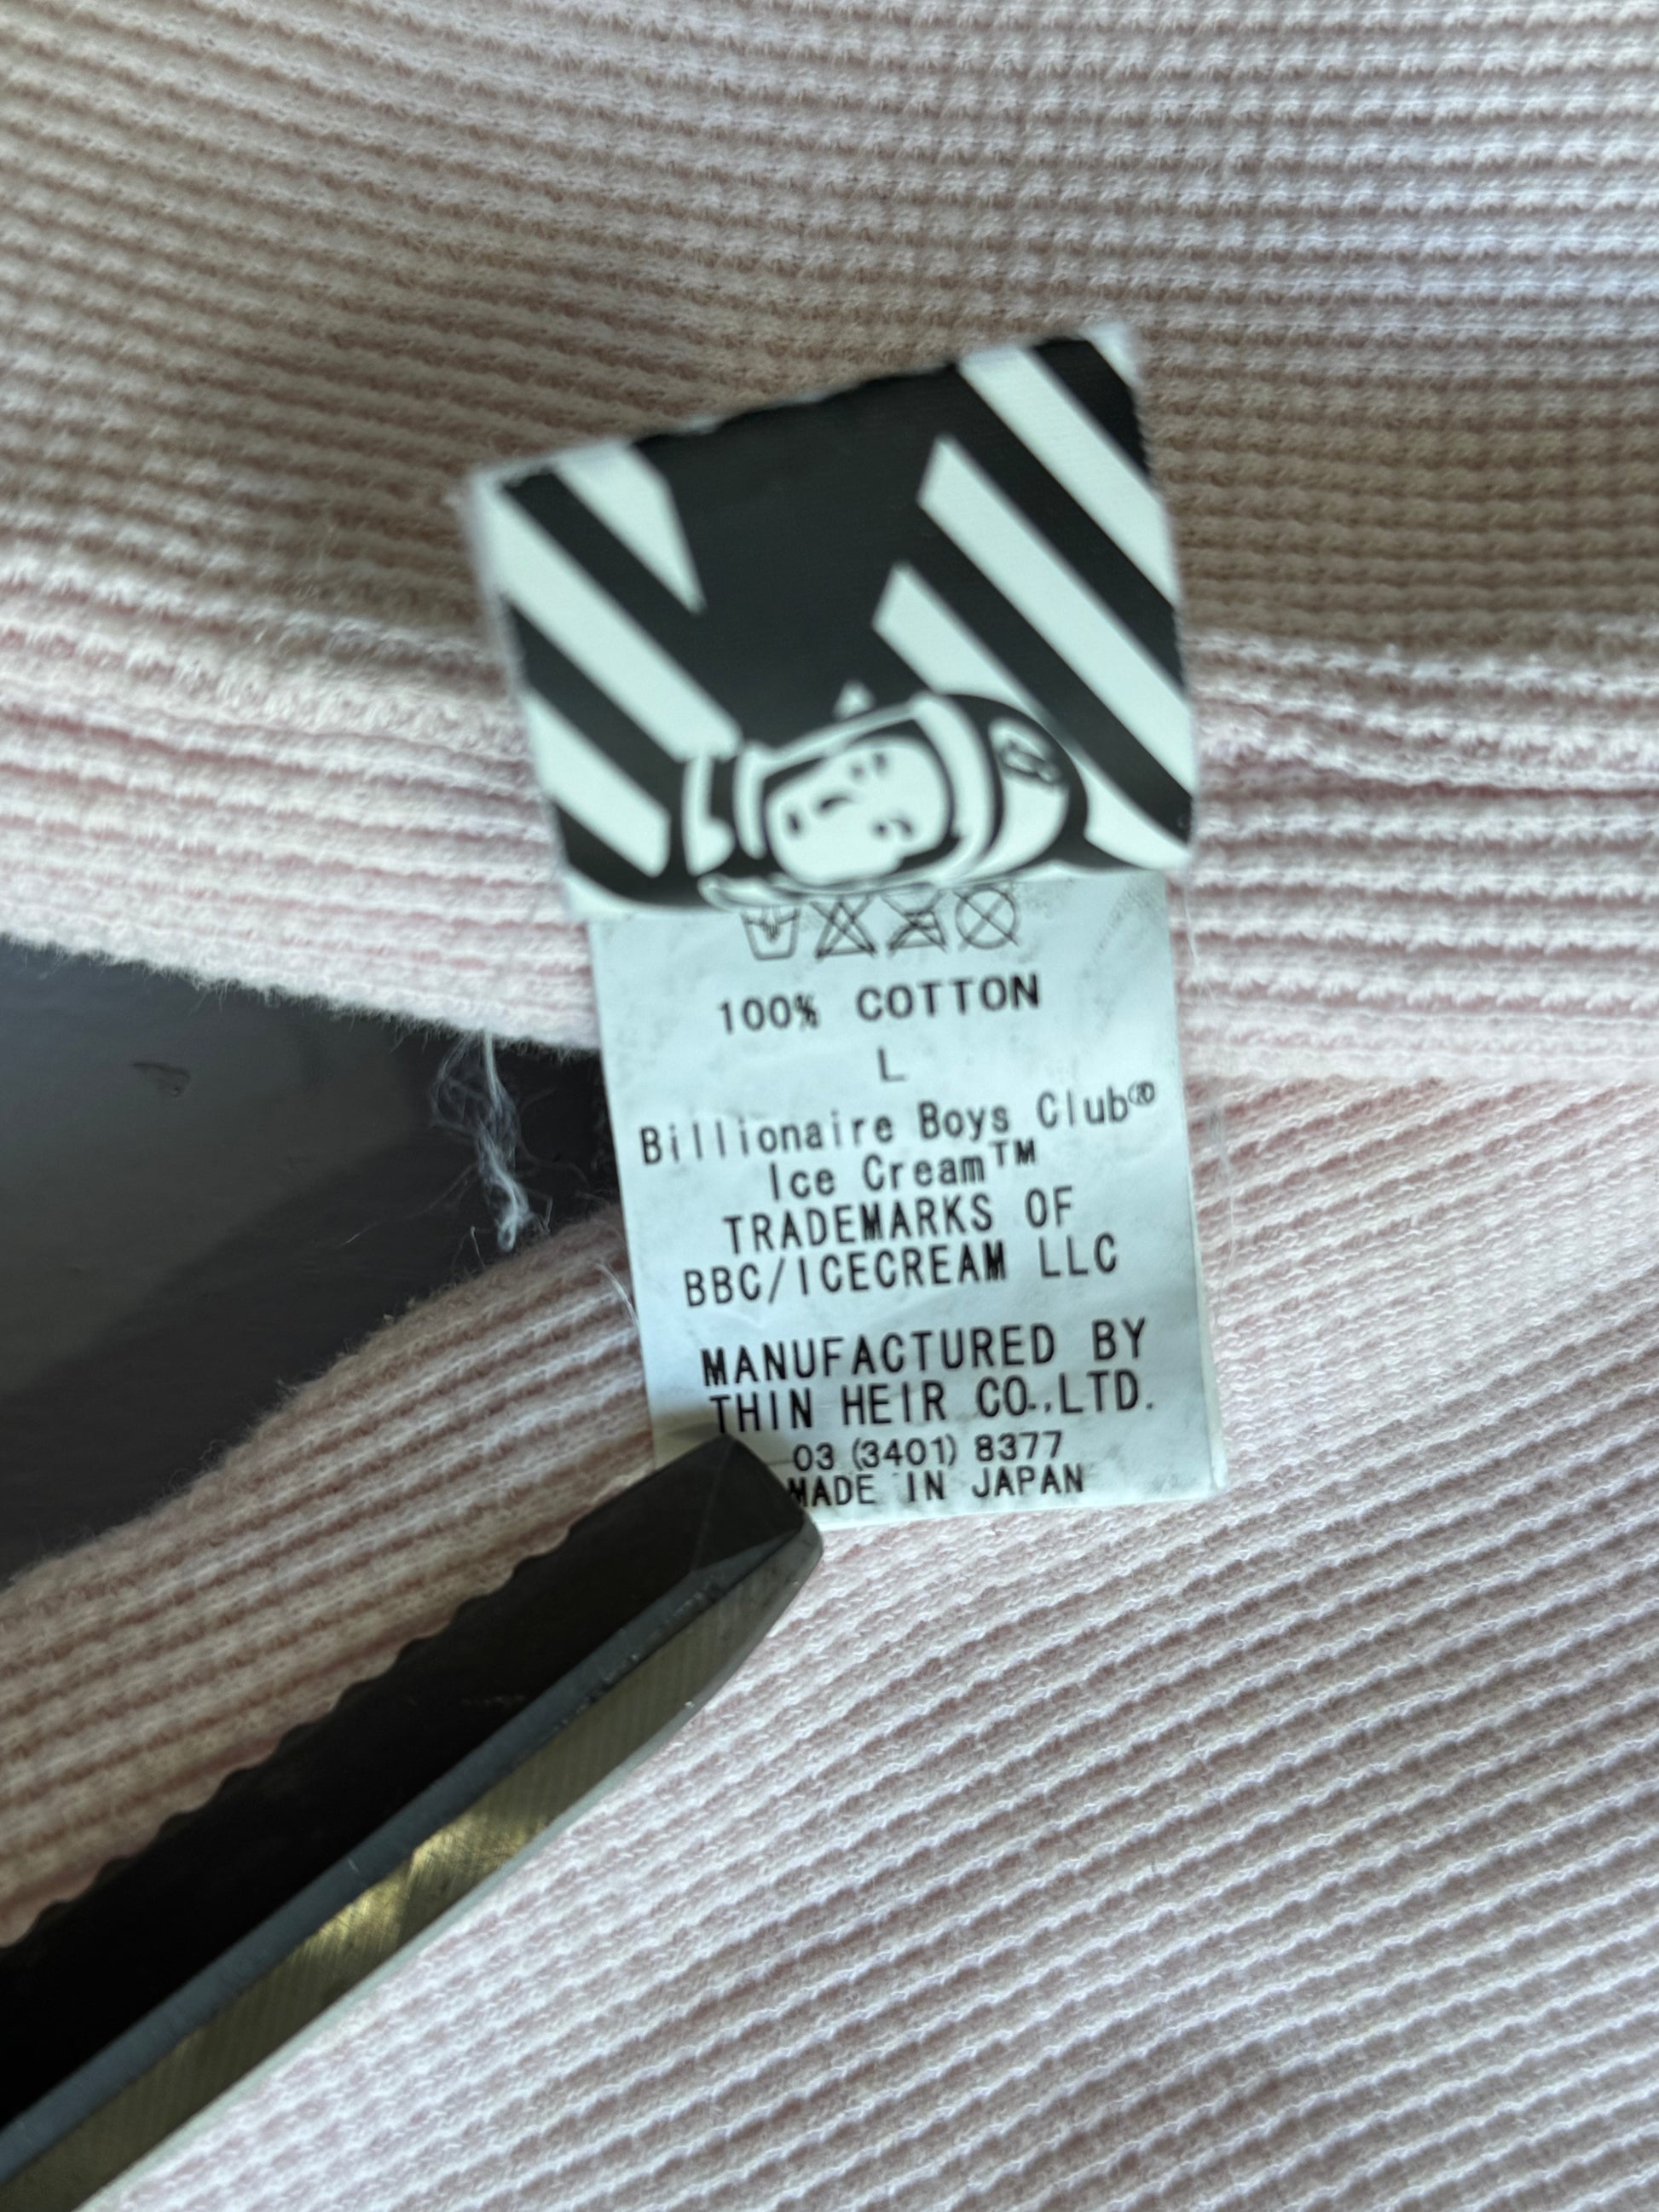 100% COTTON
L
Billionaire Boys Club®
Ice Cream™
TRADEMARKS OF
BBC/ICECREAM LLC
MANUFACTURED BY
THIN HEIR CO.,LTD.
03 (3401) 8377
MADE IN JAPAN